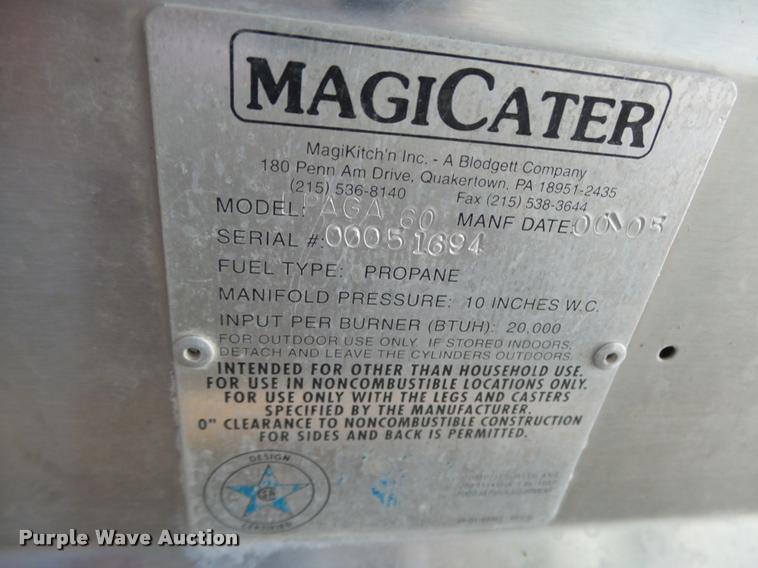 MAGICATER
MagiKitch'n Inc. - A Blodgett Company
180 Penn Am Drive, Quakertown, PA 18951-2435
(215) 536-8140 Fax (215) 538-3644
MODEL: LPAGA 60 MANF DATE: 00\05
SERIAL #: 00051694
FUEL TYPE: PROPANE
MANIFOLD PRESSURE: 10 INCHES W.C.
INPUT PER BURNER (BTUH): 20,000
FOR OUTDOOR USE ONLY. IF STORED INDOORS,
DETACH AND LEAVE THE CYLINDERS OUTDOORS.
INTENDED FOR OTHER THAN HOUSEHOLD USE.
FOR USE IN NONCOMBUSTIBLE LOCATIONS ONLY.
FOR USE ONLY WITH THE LEGS AND CASTERS
SPECIFIED BY THE MANUFACTURER.
0" CLEARANCE TO NONCOMBUSTIBLE CONSTRUCTION
FOR SIDES AND BACK IS PERMITTED.
DESIGN
CERTIFIED
Purple Wave Auction